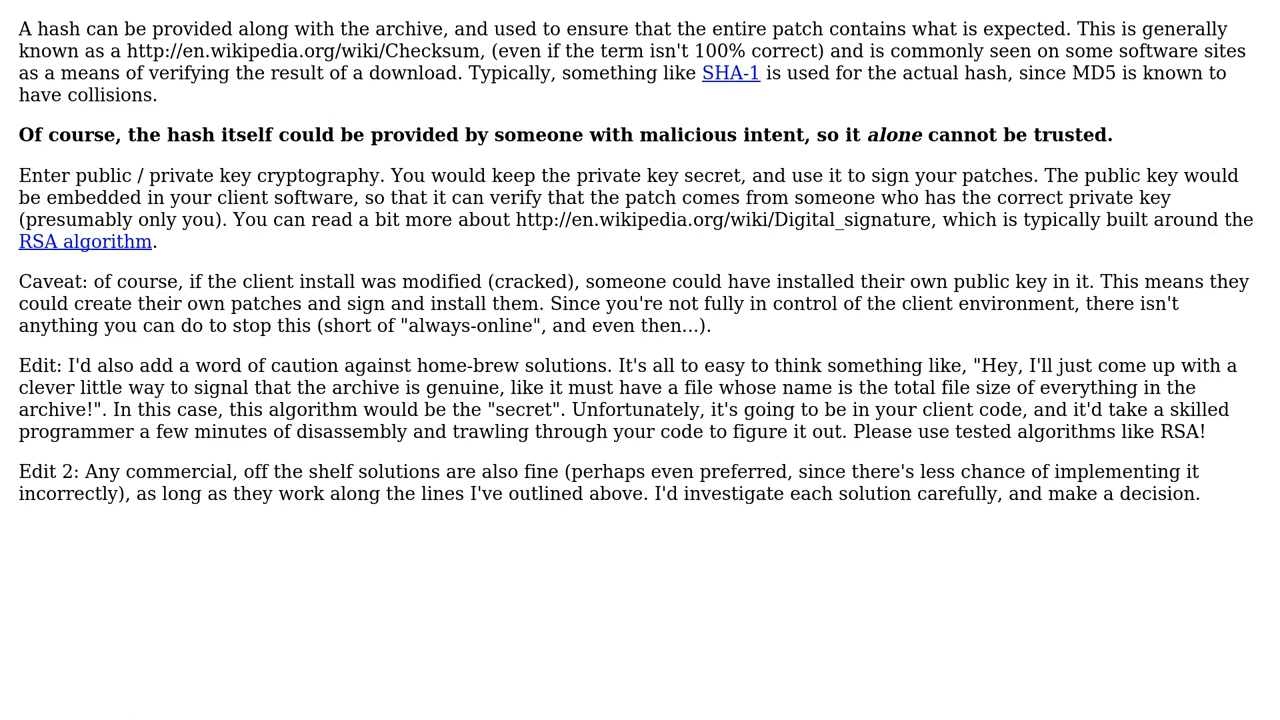 A hash can be provided along with the archive, and used to ensure that the entire patch contains what is expected. This is generally
known as a http://en.wikipedia.org/wiki/Checksum, (even if the term isn't 100% correct) and is commonly seen on some software sites
as a means of verifying the result of a download. Typically, something like SHA-1 is used for the actual hash, since MD5 is known to
have collisions.
Of course, the hash itself could be provided by someone with malicious intent, so it alone cannot be trusted.
Enter public / private key cryptography. You would keep the private key secret, and use it to sign your patches. The public key would
be embedded in your client software, so that it can verify that the patch comes from someone who has the correct private key
(presumably only you). You can read a bit more about http://en.wikipedia.org/wiki/Digital_signature, which is typically built around the
RSA algorithm.
Caveat: of course, if the client install was modified (cracked), someone could have installed their own public key in it. This means they
could create their own patches and sign and install them. Since you're not fully in control of the client environment, there isn't
anything you can do to stop this (short of "always-online", and even then...).
Edit: I'd also add a word of caution against home-brew solutions. It's all to easy to think something like, "Hey, I'll just come up with a
clever little way to signal that the archive is genuine, like it must have a file whose name is the total file size of everything in the
archive!". In this case, this algorithm would be the "secret". Unfortunately, it's going to be in your client code, and it'd take a skilled
programmer a few minutes of disassembly and trawling through your code to figure it out. Please use tested algorithms like RSA!
Edit 2: Any commercial, off the shelf solutions are also fine (perhaps even preferred, since there's less chance of implementing it
incorrectly), as long as they work along the lines I've outlined above. I'd investigate each solution carefully, and make a decision.